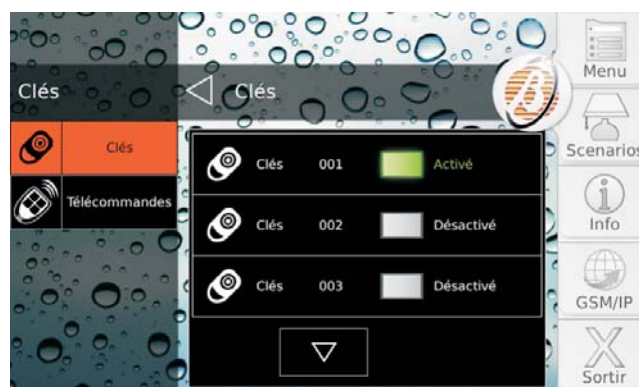 Clés
Clés
Télécommandes
Clés
Clés 001 Activé
Clés 002 Désactivé
Clés 003 Désactivé
Menu
Scenarios
Info
GSM/IP
Sortir